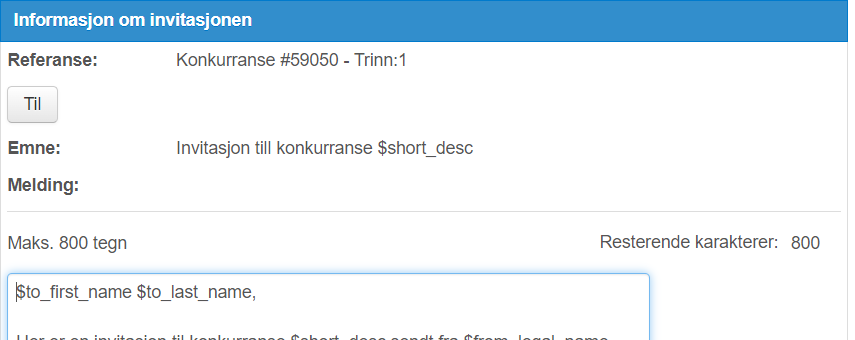 Informasjon om invitasjonen
Referanse: Konkurranse #59050 - Trinn:1
Til
Emne: Invitasjon till konkurranse $short_desc
Melding:
Maks. 800 tegn Resterende karakterer: 800
$to_first_name $to_last_name,
Her er en invitasjon til konkurranse $short_desc sendt fra $from_legal_name